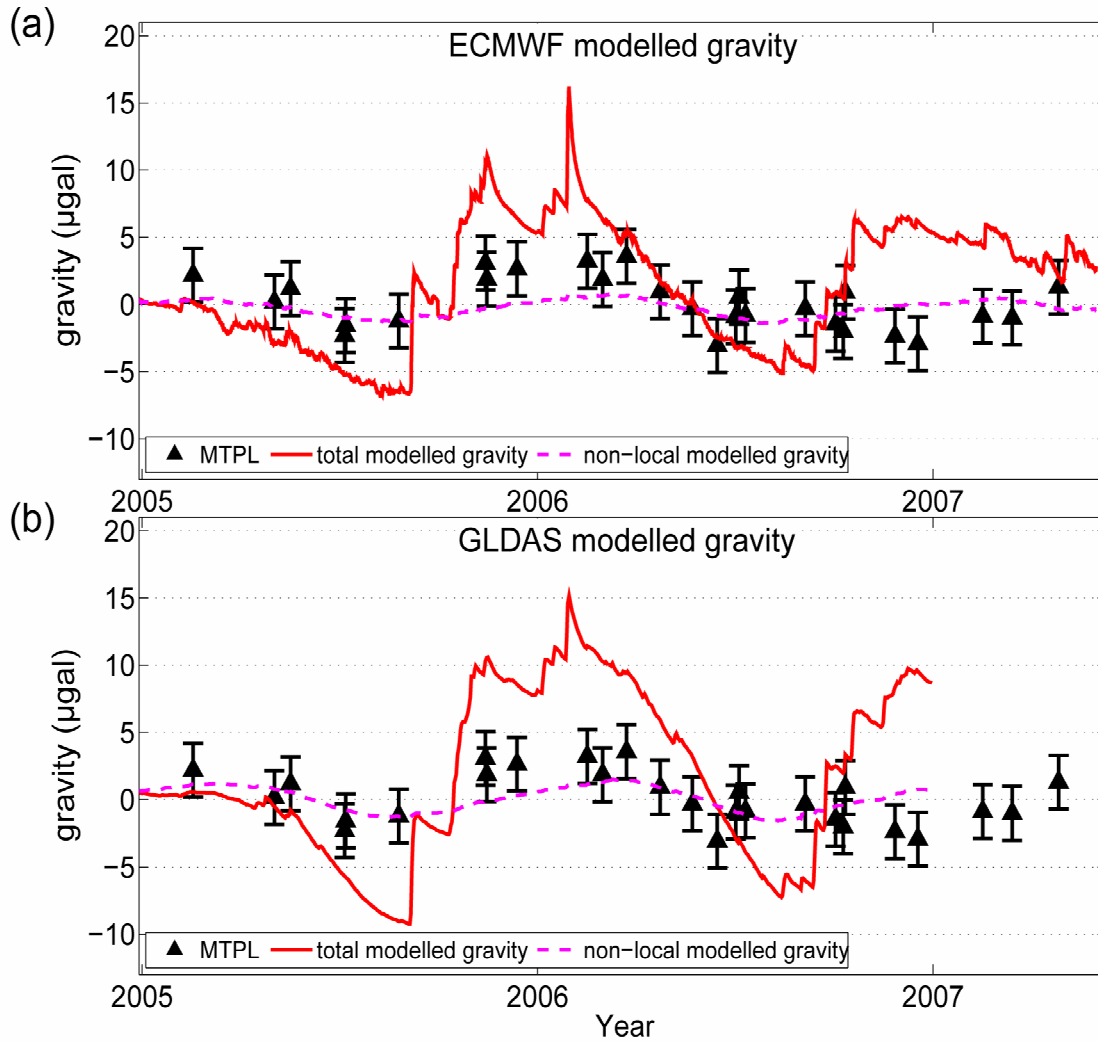 (a)
ECMWF modelled gravity
20
15
10
5
0
−5
−10
gravity (µgal)
MTPL total modelled gravity non−local modelled gravity
2005 2006 2007
(b)
GLDAS modelled gravity
20
15
10
5
0
−5
−10
gravity (µgal)
MTPL total modelled gravity non−local modelled gravity
2005 2006 2007
Year